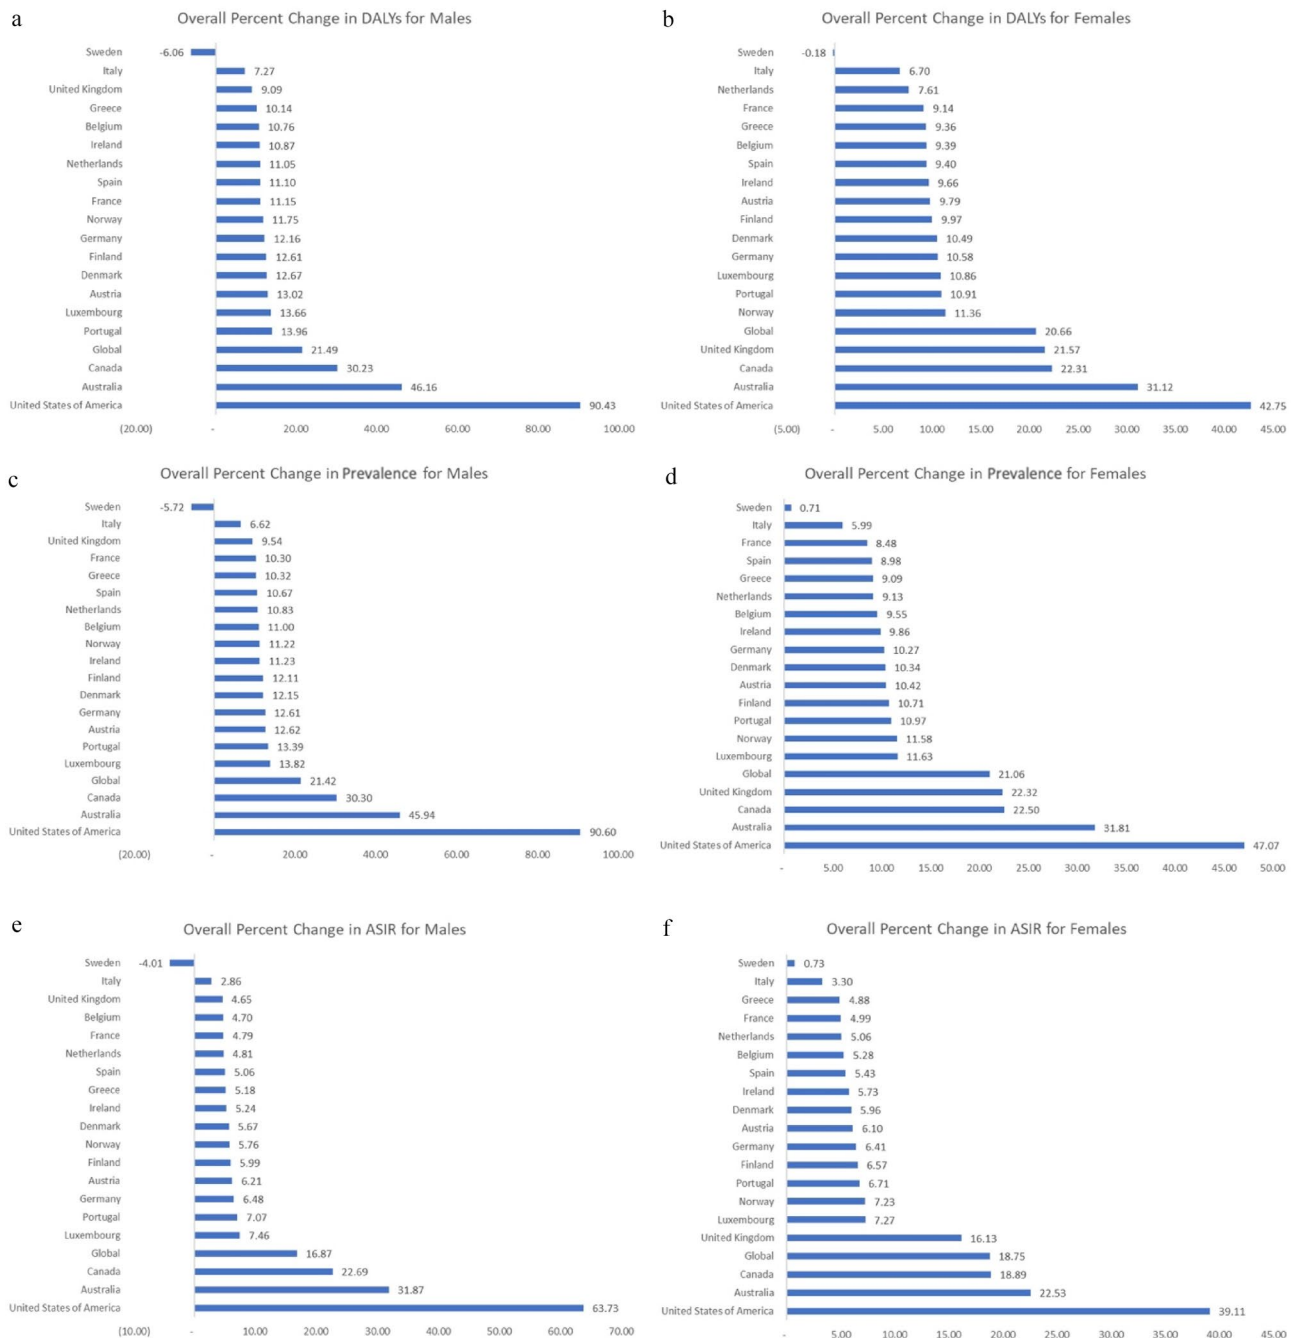 a
Overall Percent Change in DALYs for Males
Sweden -6.06
Italy 7.27
United Kingdom 9.09
Greece 10.14
Belgium 10.76
Ireland 10.87
Netherlands 11.05
Spain 11.10
France 11.15
Norway 11.75
Germany 12.16
Finland 12.61
Denmark 12.67
Austria 13.02
Luxembourg 13.66
Portugal 13.96
Global 21.49
Canada 30.23
Australia 46.16
United States of America 90.43
(20.00) - 20.00 40.00 60.00 80.00 100.00
b
Overall Percent Change in DALYs for Females
Sweden -0.18
Italy 6.70
Netherlands 7.61
France 9.14
Greece 9.36
Belgium 9.39
Spain 9.40
Ireland 9.66
Austria 9.79
Finland 9.97
Denmark 10.49
Germany 10.58
Luxembourg 10.86
Portugal 10.91
Norway 11.36
Global 20.66
United Kingdom 21.57
Canada 22.31
Australia 31.12
United States of America 42.75
(5.00) - 5.00 10.00 15.00 20.00 25.00 30.00 35.00 40.00 45.00
c
Overall Percent Change in Prevalence for Males
Sweden -5.72
Italy 6.62
United Kingdom 9.54
France 10.30
Greece 10.32
Spain 10.67
Netherlands 10.83
Belgium 11.00
Norway 11.22
Ireland 11.23
Finland 12.11
Denmark 12.15
Germany 12.61
Austria 12.62
Portugal 13.39
Luxembourg 13.82
Global 21.42
Canada 30.30
Australia 45.94
United States of America 90.60
(20.00) - 20.00 40.00 60.00 80.00 100.00
d
Overall Percent Change in Prevalence for Females
Sweden 0.71
Italy 5.99
France 8.48
Spain 8.98
Greece 9.09
Netherlands 9.13
Belgium 9.55
Ireland 9.86
Germany 10.27
Denmark 10.34
Austria 10.42
Finland 10.71
Portugal 10.97
Norway 11.58
Luxembourg 11.63
Global 21.06
United Kingdom 22.32
Canada 22.50
Australia 31.81
United States of America 47.07
- 5.00 10.00 15.00 20.00 25.00 30.00 35.00 40.00 45.00 50.00
e
Overall Percent Change in ASIR for Males
Sweden -4.01
Italy 2.86
United Kingdom 4.65
Belgium 4.70
France 4.79
Netherlands 4.81
Spain 5.06
Greece 5.18
Ireland 5.24
Denmark 5.67
Norway 5.76
Finland 5.99
Austria 6.21
Germany 6.48
Portugal 7.07
Luxembourg 7.46
Global 16.87
Canada 22.69
Australia 31.87
United States of America 63.73
(10.00) - 10.00 20.00 30.00 40.00 50.00 60.00 70.00
f
Overall Percent Change in ASIR for Females
Sweden 0.73
Italy 3.30
Greece 4.88
France 4.99
Netherlands 5.06
Belgium 5.28
Spain 5.43
Ireland 5.73
Denmark 5.96
Austria 6.10
Germany 6.41
Finland 6.57
Portugal 6.71
Norway 7.23
Luxembourg 7.27
United Kingdom 16.13
Global 18.75
Canada 18.89
Australia 22.53
United States of America 39.11
- 5.00 10.00 15.00 20.00 25.00 30.00 35.00 40.00 45.00